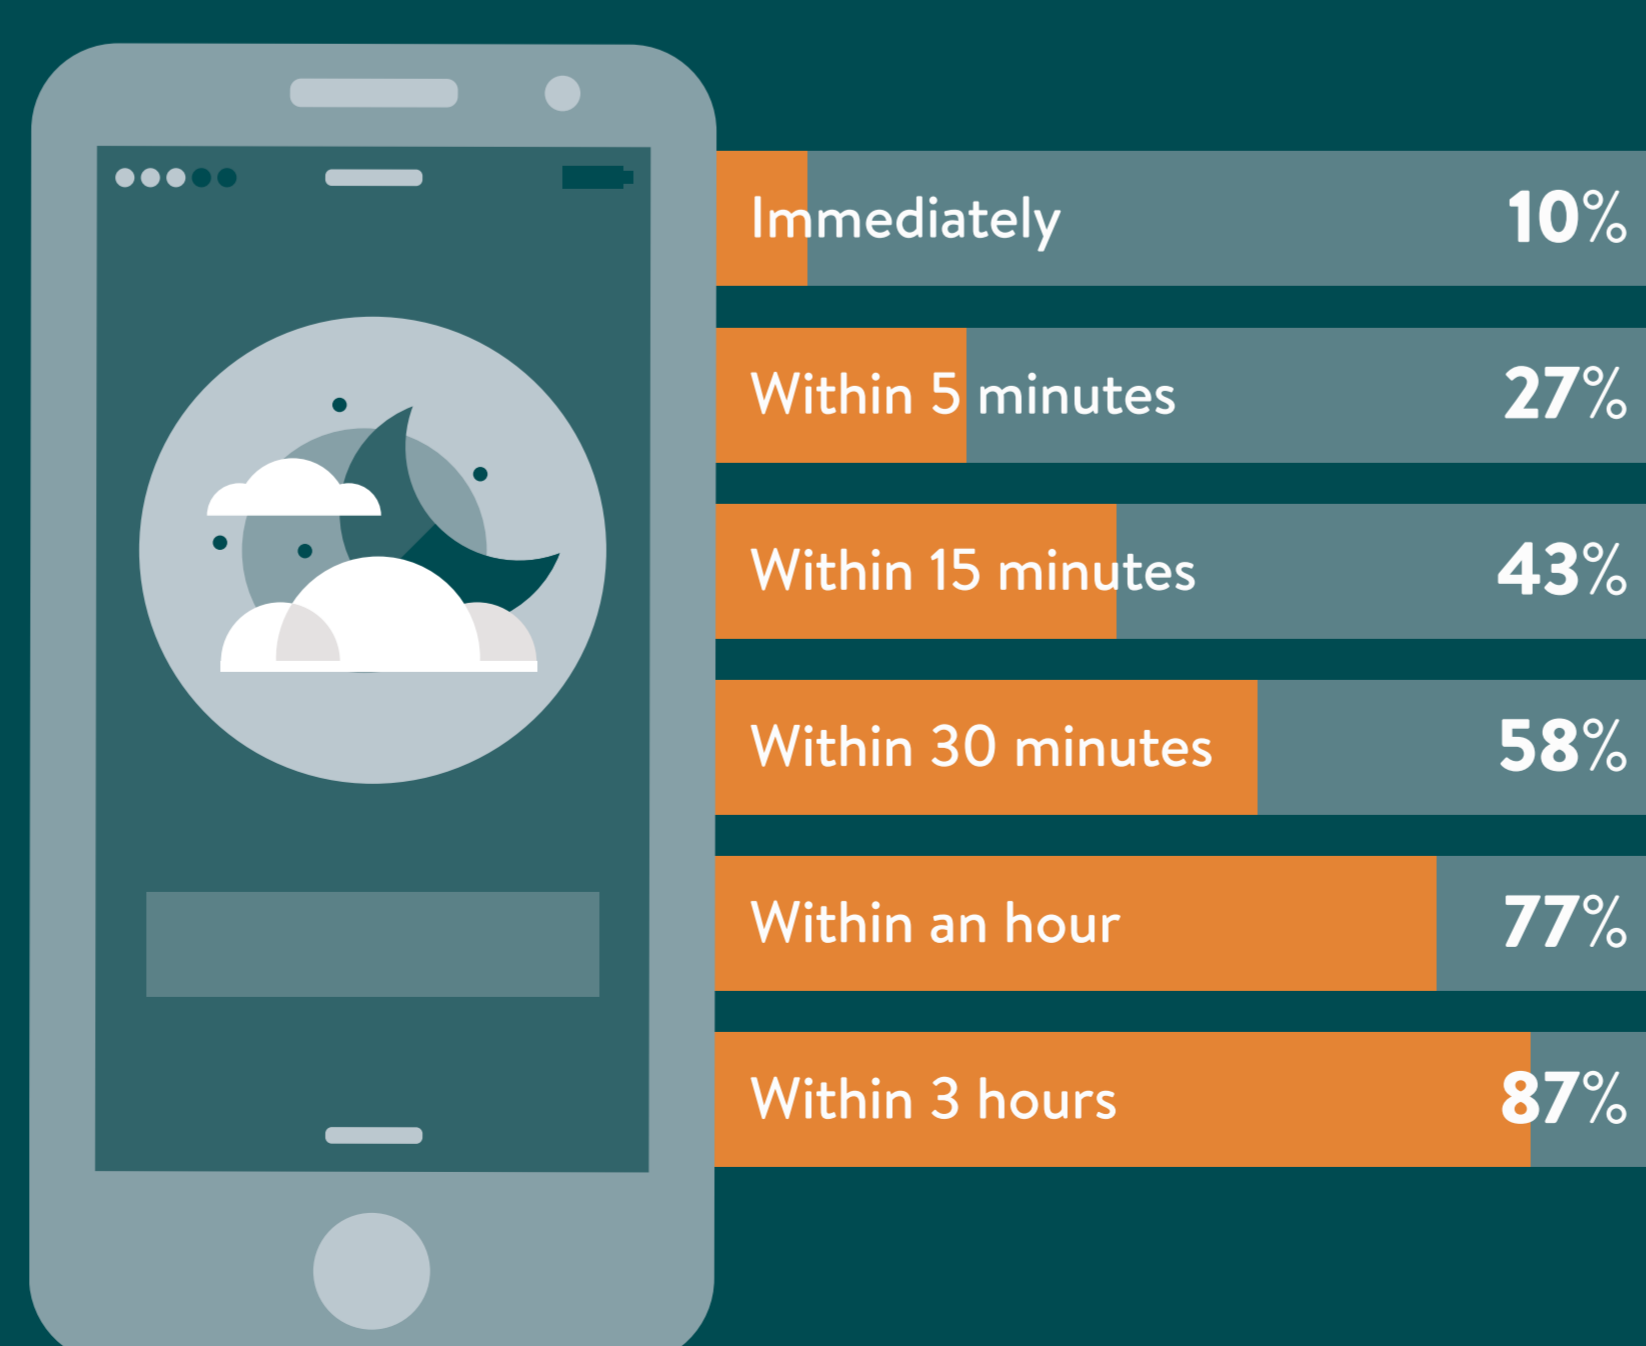 Immediately 10%
Within 5 minutes 27%
Within 15 minutes 43%
Within 30 minutes 58%
Within an hour 77%
Within 3 hours 87%